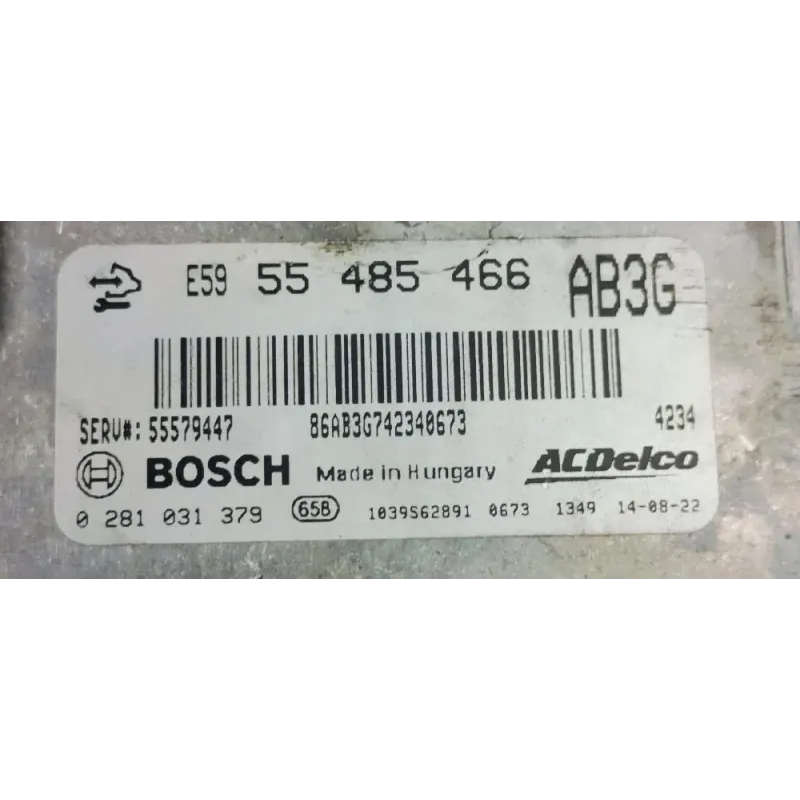 E59 55 485 466 AB3G
SERV#: 55579447 86AB3G742340673 4234
BOSCH Made in Hungary ACDelco
0 281 031 379 65B 1039S62891 0673 1349 14-08-22